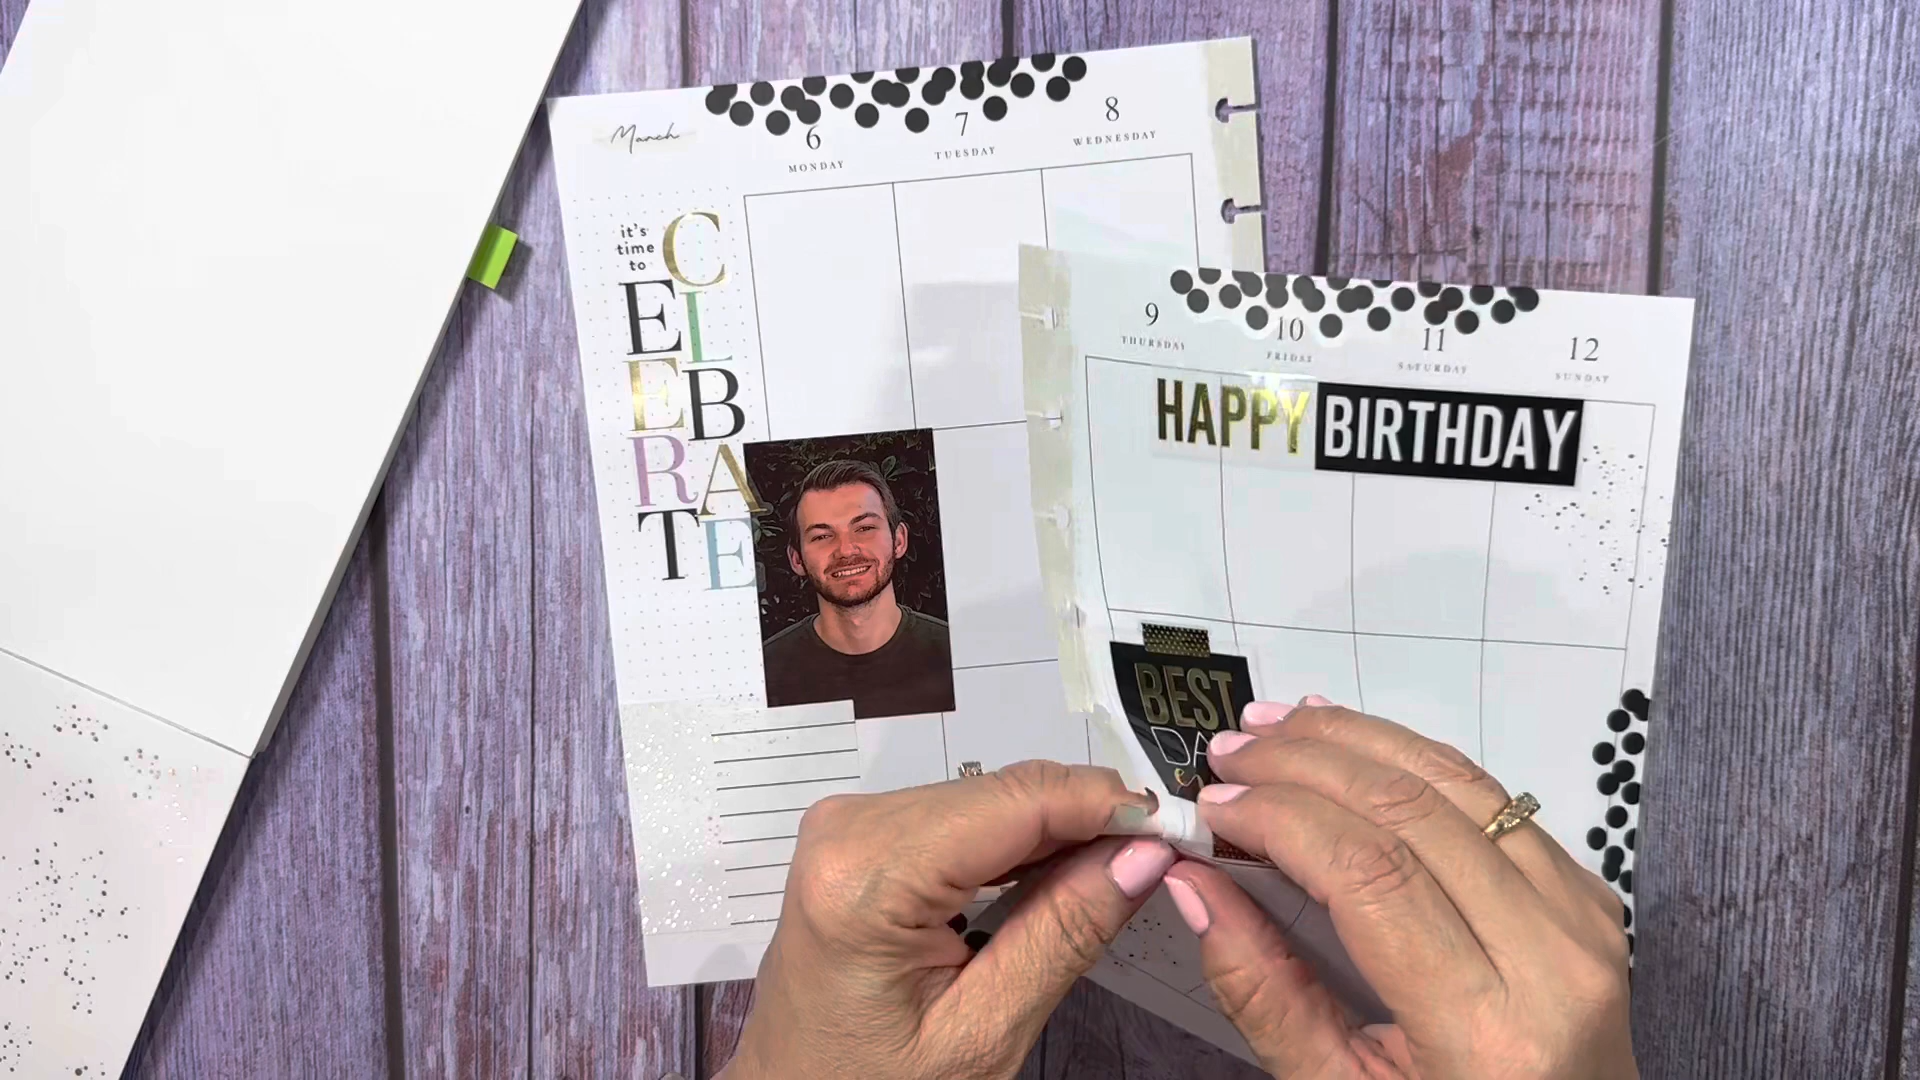 March
6
MONDAY
7
TUESDAY
8
WEDNESDAY
it's
time
to
C
E L
E B
R A
T E
9
THURSDAY
10
FRIDAY
11
SATURDAY
12
SUNDAY
HAPPY BIRTHDAY
BEST